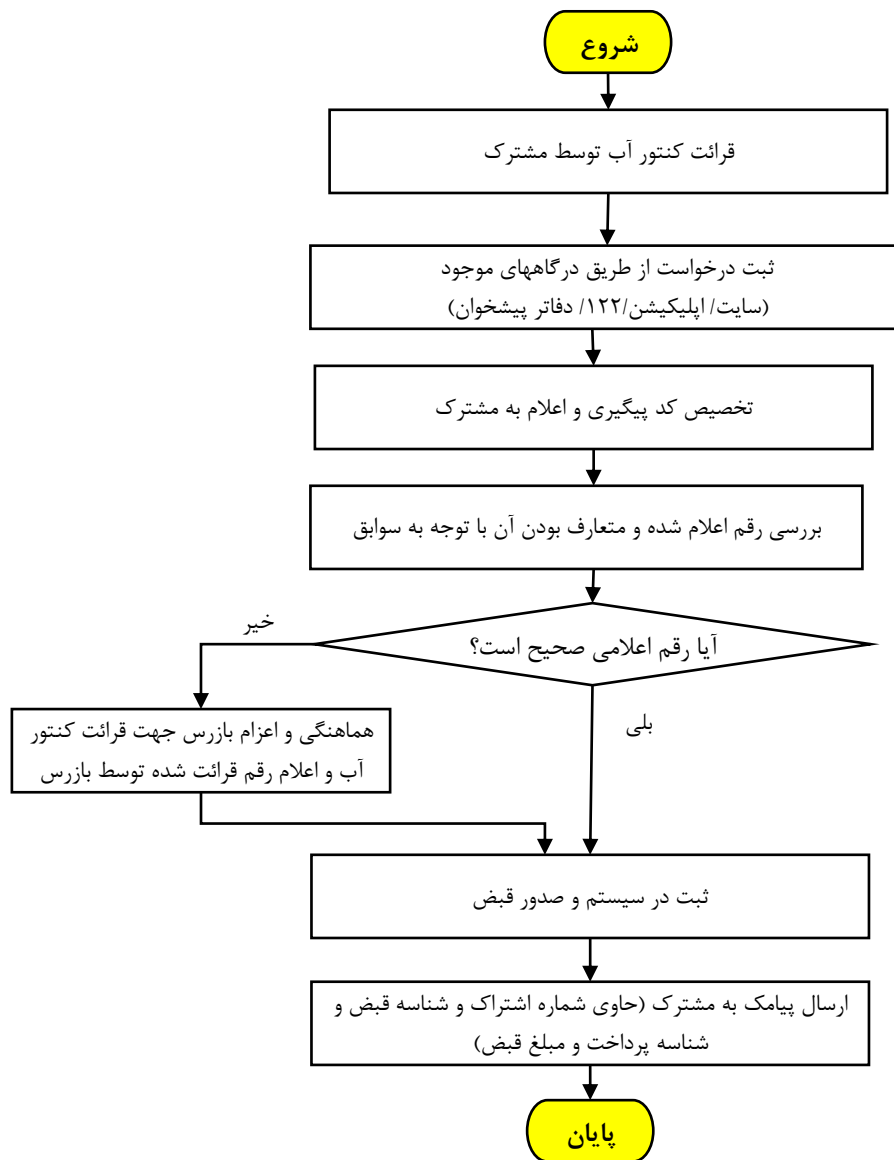 شروع
قرائت کنتور آب توسط مشترک
ثبت درخواست از طریق درگاههای موجود
(سایت/ اپلیکیشن/۱۲۲/ دفاتر پیشخوان)
تخصیص کد پیگیری و اعلام به مشترک
بررسی رقم اعلام شده و متعارف بودن آن با توجه به سوابق
آیا رقم اعلامی صحیح است؟
خیر
بلی
هماهنگی و اعزام بازرس جهت قرائت کنتور
آب و اعلام رقم قرائت شده توسط بازرس
ثبت در سیستم و صدور قبض
ارسال پیامک به مشترک (حاوی شماره اشتراک و شناسه قبض و
شناسه پرداخت و مبلغ قبض)
پایان